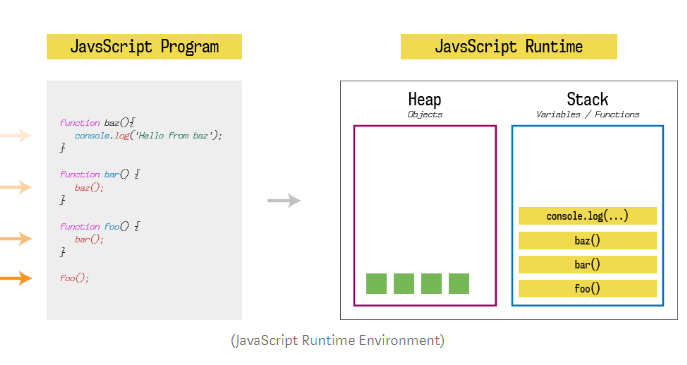 JavsScript Program
function baz(){
console.log('Hello from baz');
}
function bar() {
baz();
}
function foo() {
bar();
}
foo();
JavsScript Runtime
Heap
Objects
Stack
Variables / Functions
console.log(...)
baz()
bar()
foo()
(JavaScript Runtime Environment)